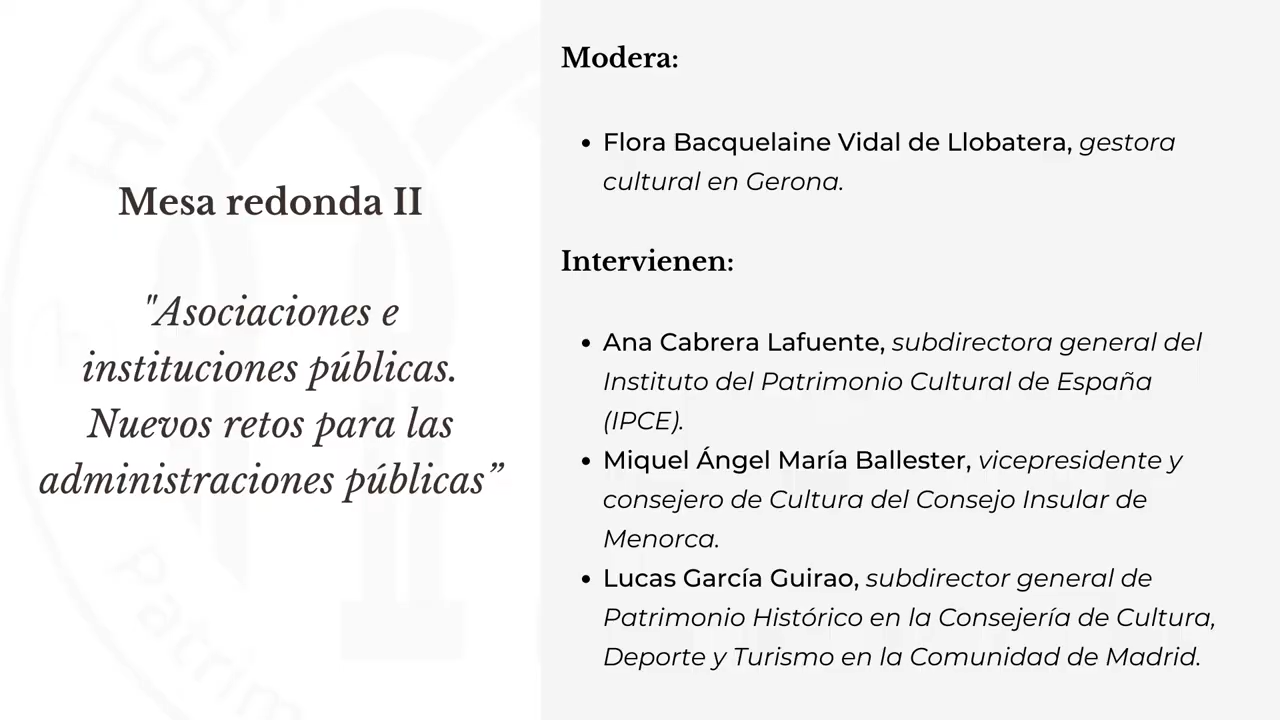 Mesa redonda II
"Asociaciones e
instituciones públicas.
Nuevos retos para las
administraciones públicas”
Modera:
• Flora Bacquelaine Vidal de Llobatera, gestora
cultural en Gerona.
Intervienen:
• Ana Cabrera Lafuente, subdirectora general del
Instituto del Patrimonio Cultural de España
(IPCE).
• Miquel Ángel María Ballester, vicepresidente y
consejero de Cultura del Consejo Insular de
Menorca.
• Lucas García Guirao, subdirector general de
Patrimonio Histórico en la Consejería de Cultura,
Deporte y Turismo en la Comunidad de Madrid.